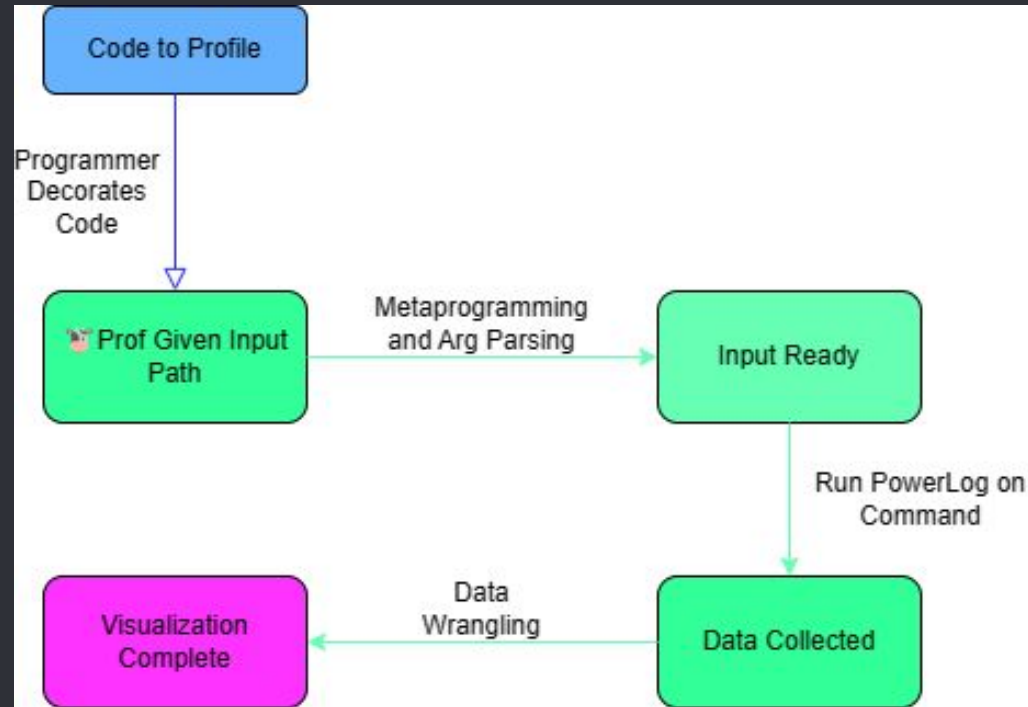 Code to Profile
Programmer
Decorates
Code
🐮Prof Given Input
Path
Metaprogramming
and Arg Parsing
Input Ready
Run PowerLog on
Command
Data Collected
Data
Wrangling
Visualization
Complete